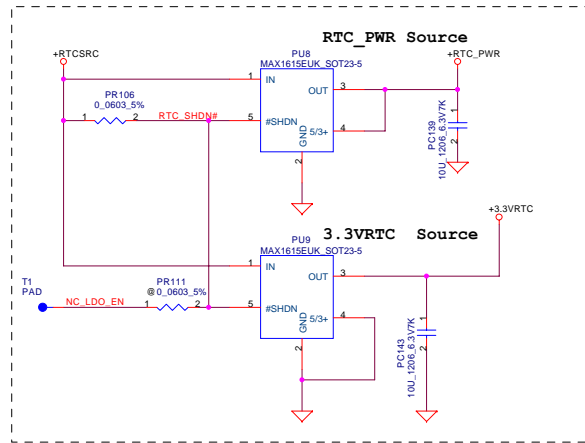 RTC_PWR Source
+RTCSRC
PU8
MAX1615EUK_SOT23-5
+RTC_PWR
1
IN
OUT
3
PR106
0_0603_5%
1
2
RTC_SHDN#
5
#SHDN
5/3+
4
GND
2
1
2
PC139
10U_1206_6.3V7K
+3.3VRTC
3.3VRTC Source
PU9
MAX1615EUK_SOT23-5
1
IN
OUT
3
T1
PAD
NC_LDO_EN
PR111
@0_0603_5%
1
2
5
#SHDN
5/3+
4
GND
2
1
2
PC143
10U_1206_6.3V7K